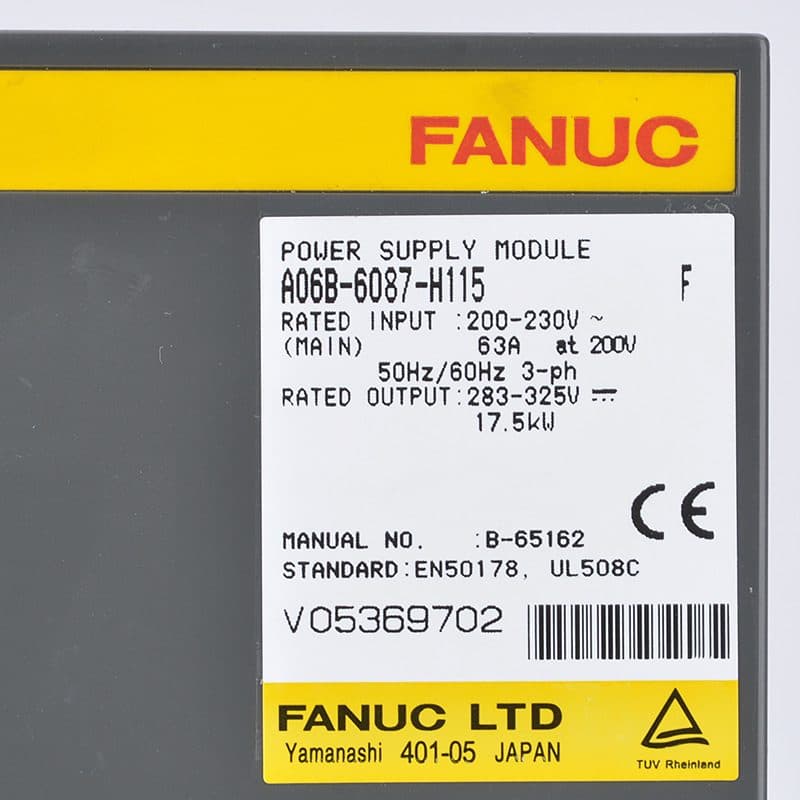 FANUC
POWER SUPPLY MODULE
A06B-6087-H115 F
RATED INPUT :200-230V ~
(MAIN) 63A at 200V
50Hz/60Hz 3-ph
RATED OUTPUT:283-325V ⎓
17.5kW
CE
MANUAL NO. :B-65162
STANDARD:EN50178, UL508C
V05369702
FANUC LTD
Yamanashi 401-05 JAPAN
TUV Rheinland